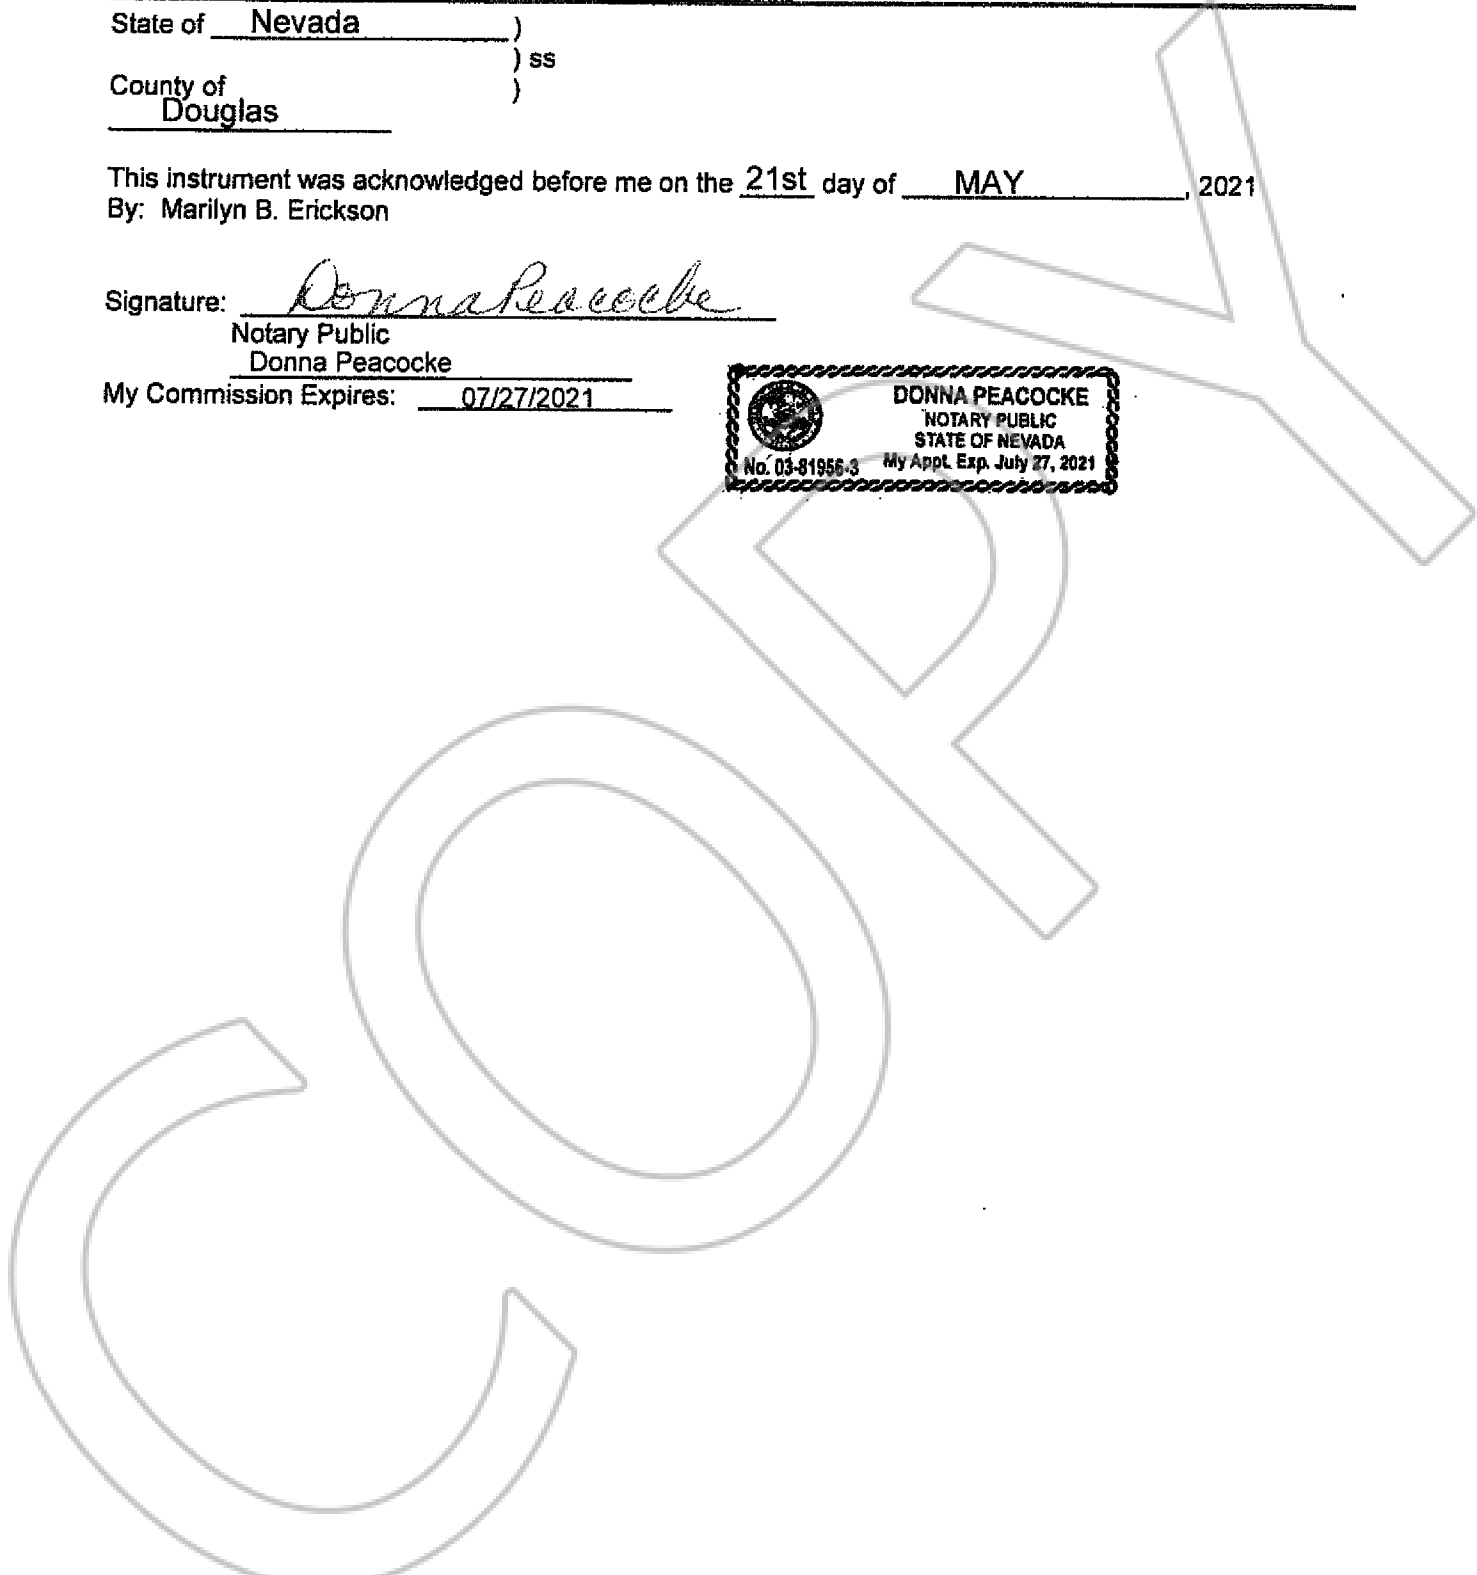 State of Nevada )
) ss
County of )
Douglas
This instrument was acknowledged before me on the 21st day of MAY, 2021
By: Marilyn B. Erickson
Signature: Donna Peacocke
Notary Public
Donna Peacocke
My Commission Expires: 07/27/2021
DONNA PEACOCKE
NOTARY PUBLIC
STATE OF NEVADA
No. 03-81956-3 My Appt. Exp. July 27, 2021
COPY